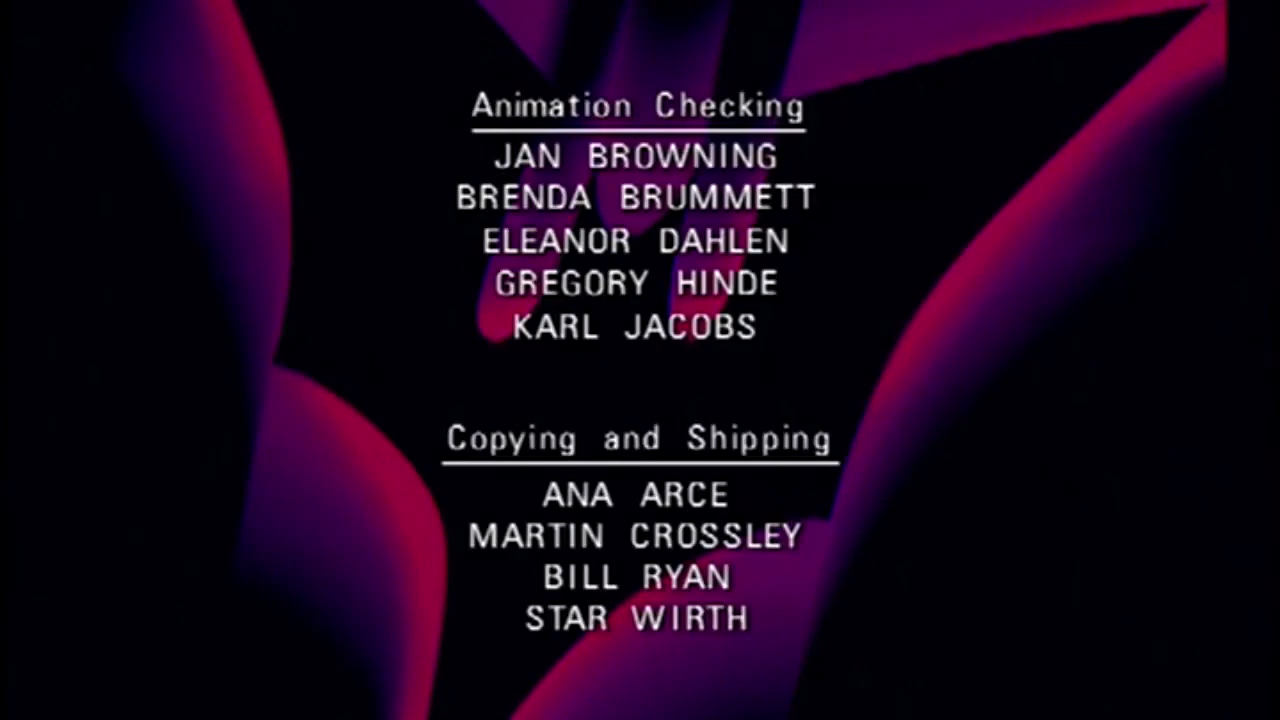 Animation Checking
JAN BROWNING
BRENDA BRUMMETT
ELEANOR DAHLEN
GREGORY HINDE
KARL JACOBS
Copying and Shipping
ANA ARCE
MARTIN CROSSLEY
BILL RYAN
STAR WIRTH